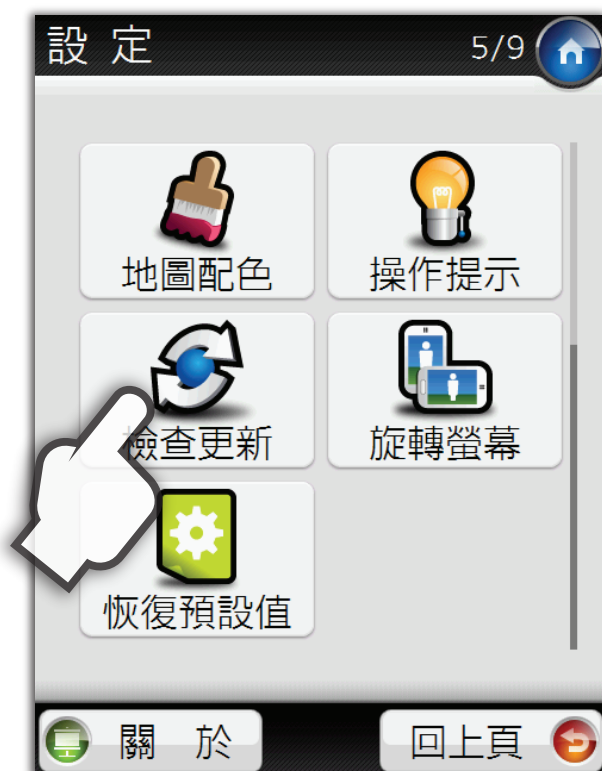 設 定 5/9
地圖配色 操作提示
檢查更新 旋轉螢幕
恢復預設值
關 於 回上頁